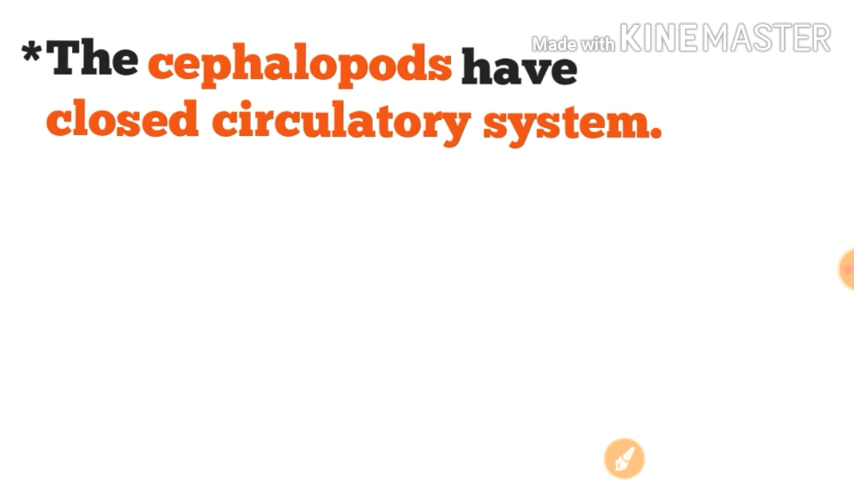 Made with KINEMASTER
*The cephalopods have
closed circulatory system.